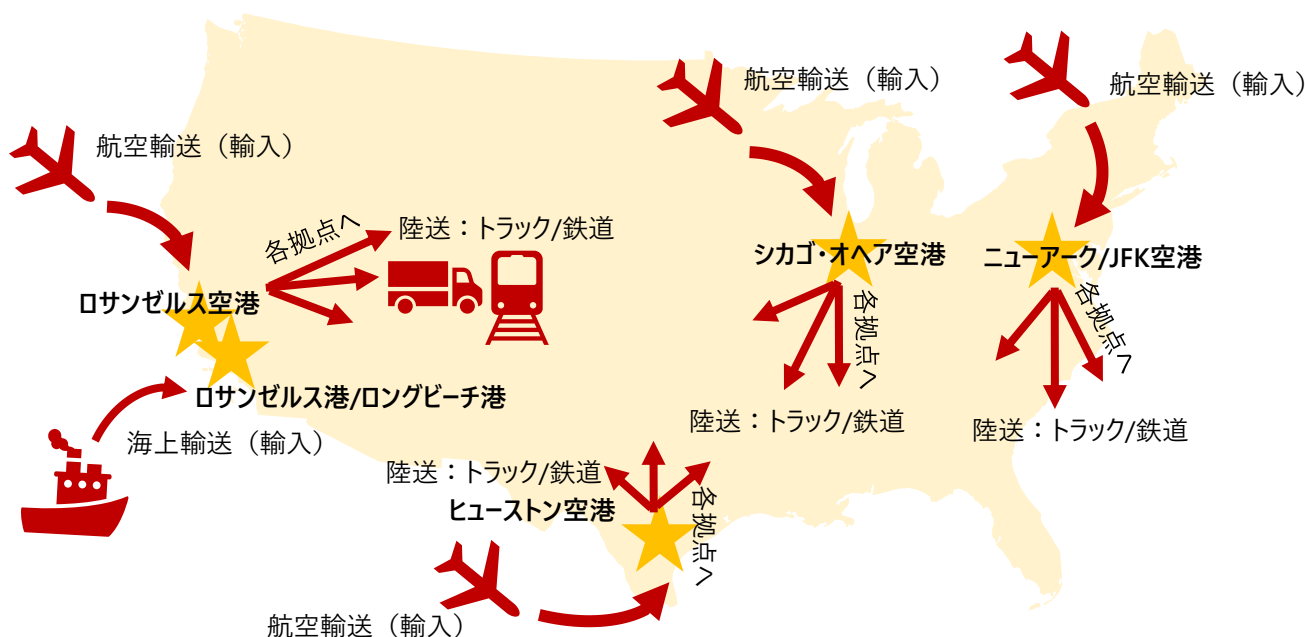 航空輸送（輸入）
航空輸送（輸入）
航空輸送（輸入）
各拠点へ
陸送：トラック/鉄道
シカゴ・オヘア空港
ニューアーク/JFK空港
ロサンゼルス空港
各拠点へ
各拠点へ
ロサンゼルス港/ロングビーチ港
海上輸送（輸入）
陸送：トラック/鉄道
陸送：トラック/鉄道
陸送：トラック/鉄道
ヒューストン空港
各拠点へ
航空輸送（輸入）